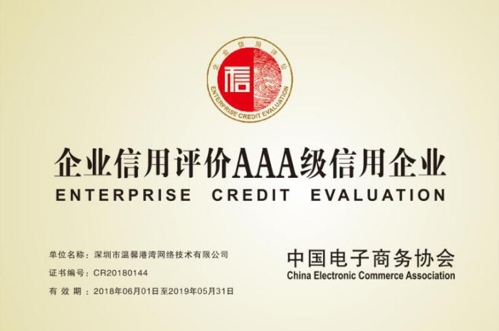 企业信用评价
信
ENTERPRISE CREDIT EVALUATION
企业信用评价AAA级信用企业
ENTERPRISE CREDIT EVALUATION
单位名称：深圳市温馨港湾网络技术有限公司
证书编号：CR20180144
有效期：2018年06月01日至2019年05月31日
中国电子商务协会
China Electronic Commerce Association